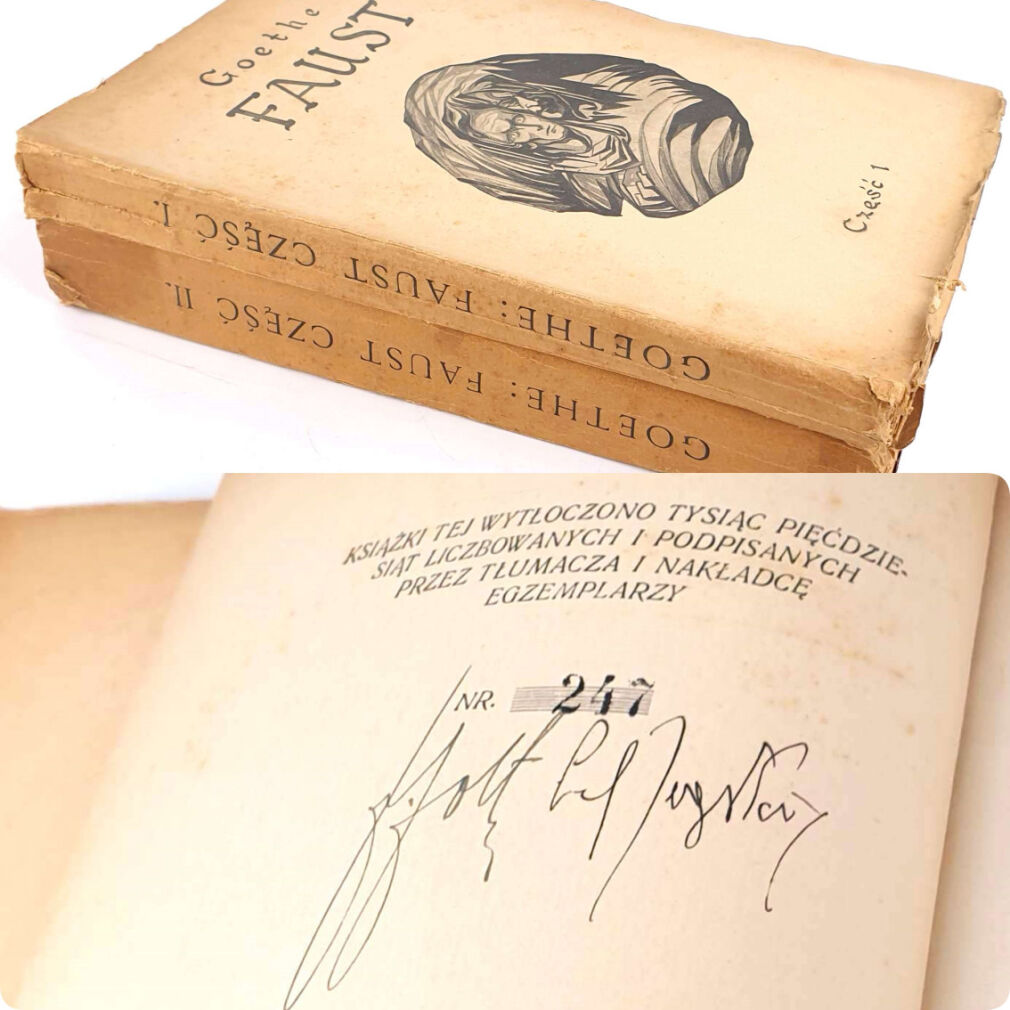 Goethe
FAUST
Część 1
GOETHE: FAUST CZĘŚĆ I.
GOETHE: FAUST CZĘŚĆ II.
KSIĄŻKI TEJ WYTŁOCZONO TYSIĄC PIĘĆDZIE-
SIĄT LICZBOWANYCH I PODPISANYCH
PRZEZ TŁUMACZA I NAKŁADCĘ
EGZEMPLARZY
NR. 247